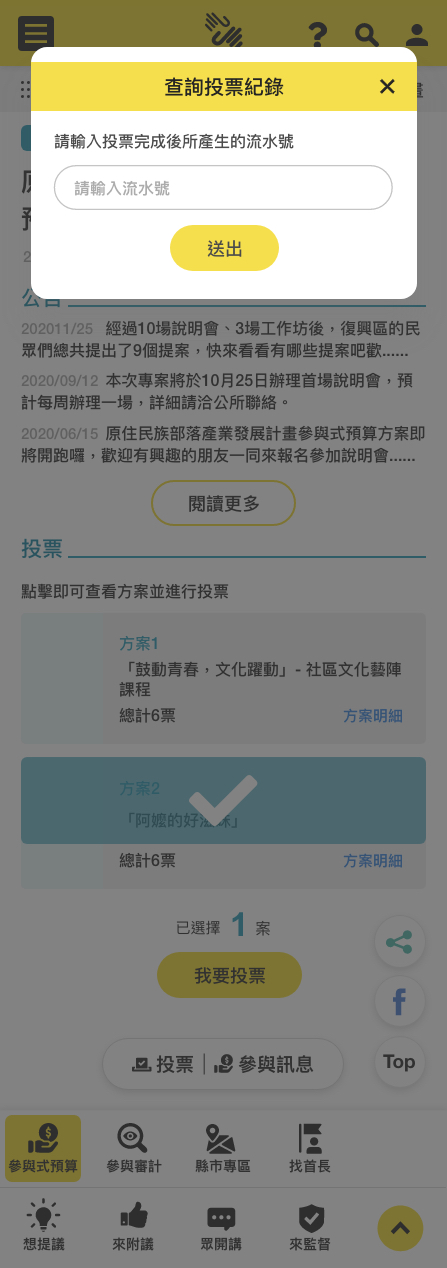 查詢投票紀錄
請輸入投票完成後所產生的流水號
請輸入流水號
送出
公告
202011/25 經過10場說明會、3場工作坊後，復興區的民
眾們總共提出了9個提案，快來看看有哪些提案吧歡......
2020/09/12 本次專案將於10月25日辦理首場說明會，預
計每周辦理一場，詳細請洽公所聯絡。
2020/06/15 原住民族部落產業發展計畫參與式預算方案即
將開跑囉，歡迎有興趣的朋友一同來報名參加說明會......
閱讀更多
投票
點擊即可查看方案並進行投票
方案1
「鼓動青春，文化躍動」- 社區文化藝陣
課程
總計6票 方案明細
方案2
「阿嬤的好滋味」
總計6票 方案明細
已選擇 1 案
我要投票
投票 | 參與訊息
Top
參與式預算 參與審計 縣市專區 找首長
想提議 來附議 眾開講 來監督